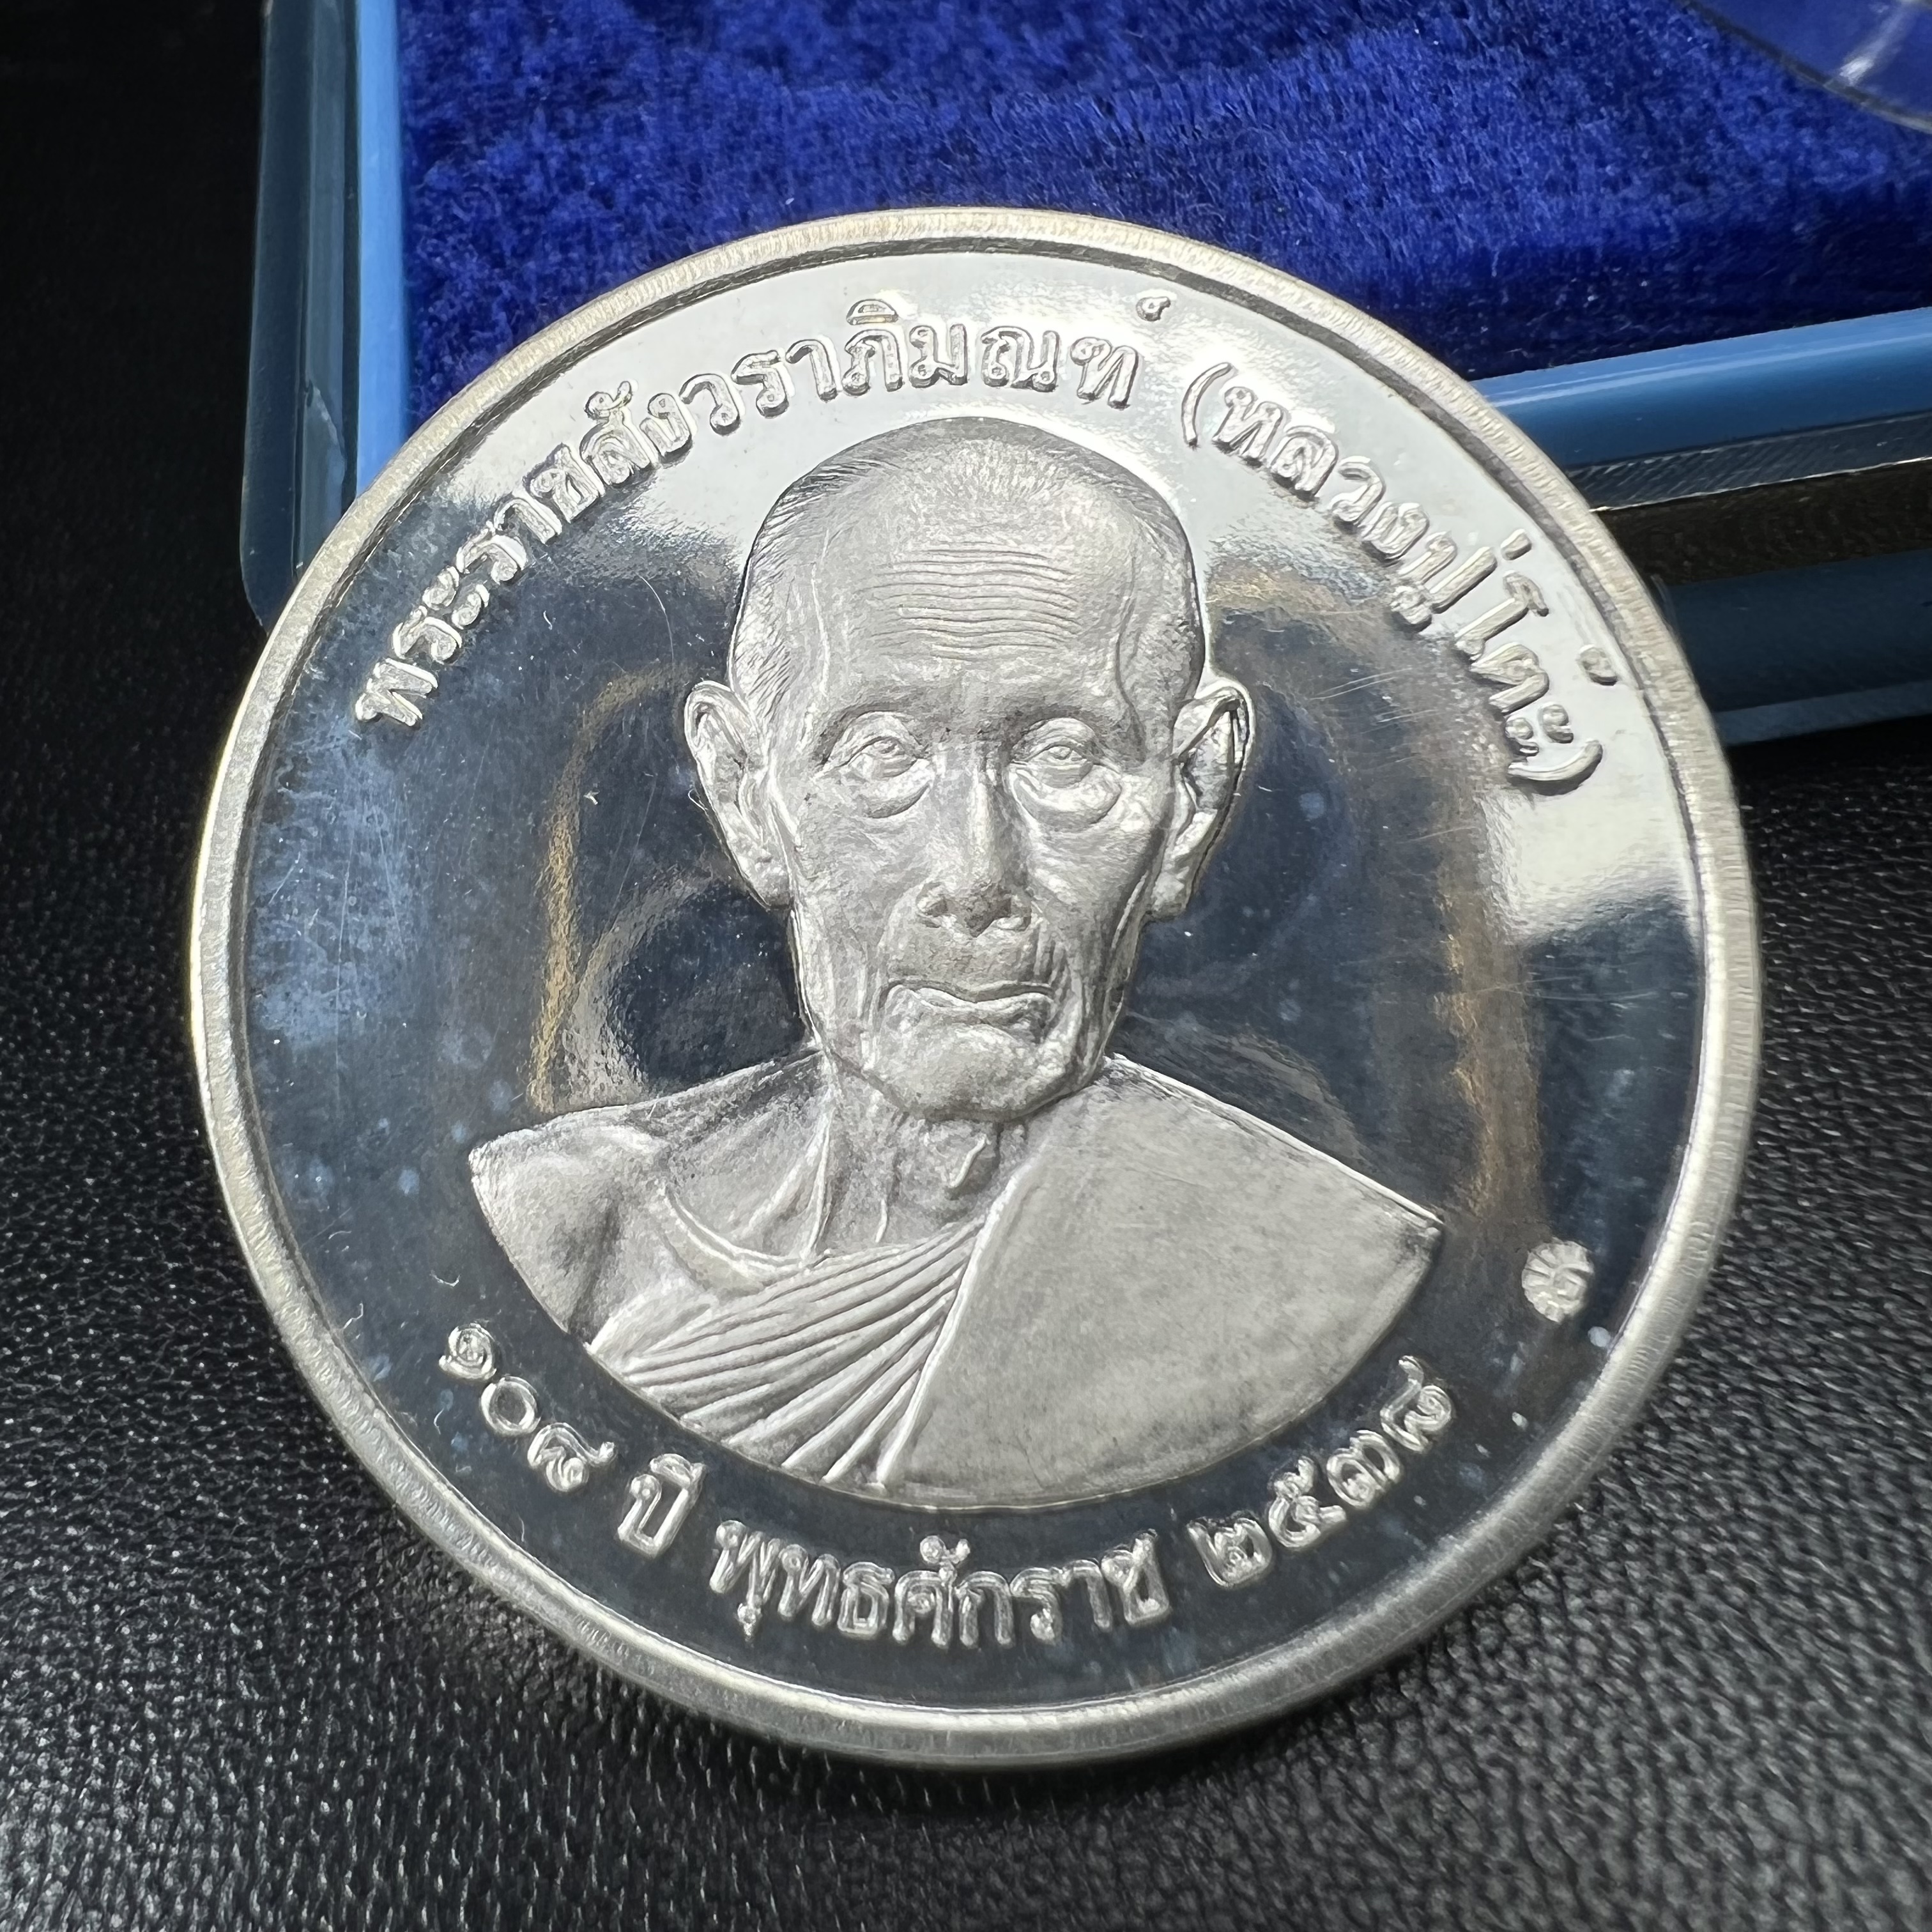 พระราชสังวราภิมณฑ์ (หลวงปู่โต๊ะ)
๑๐๘ ปี พุทธศักราช ๒๕๓๘